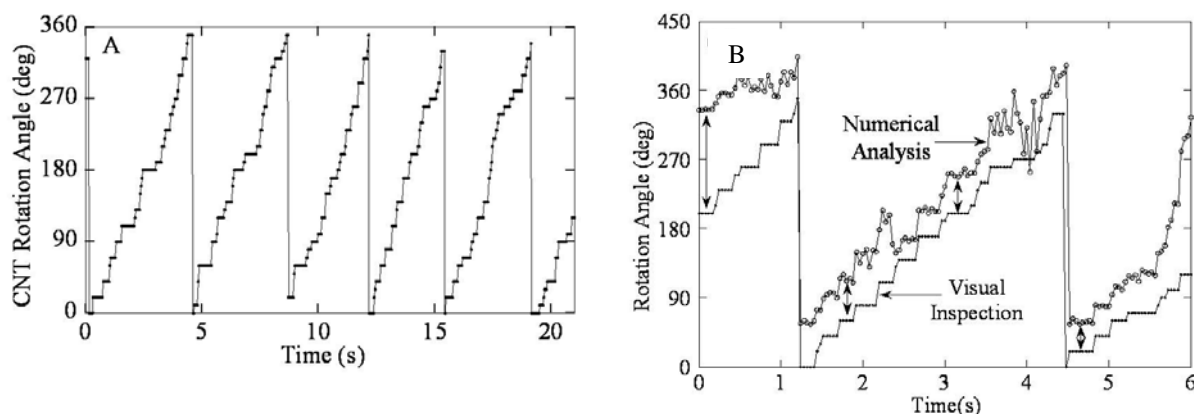 A
360
270
180
90
0
CNT Rotation Angle (deg)
0
5
10
15
20
Time (s)
B
450
360
270
180
90
0
Rotation Angle (deg)
Numerical
Analysis
Visual
Inspection
0
1
2
3
4
5
6
Time(s)